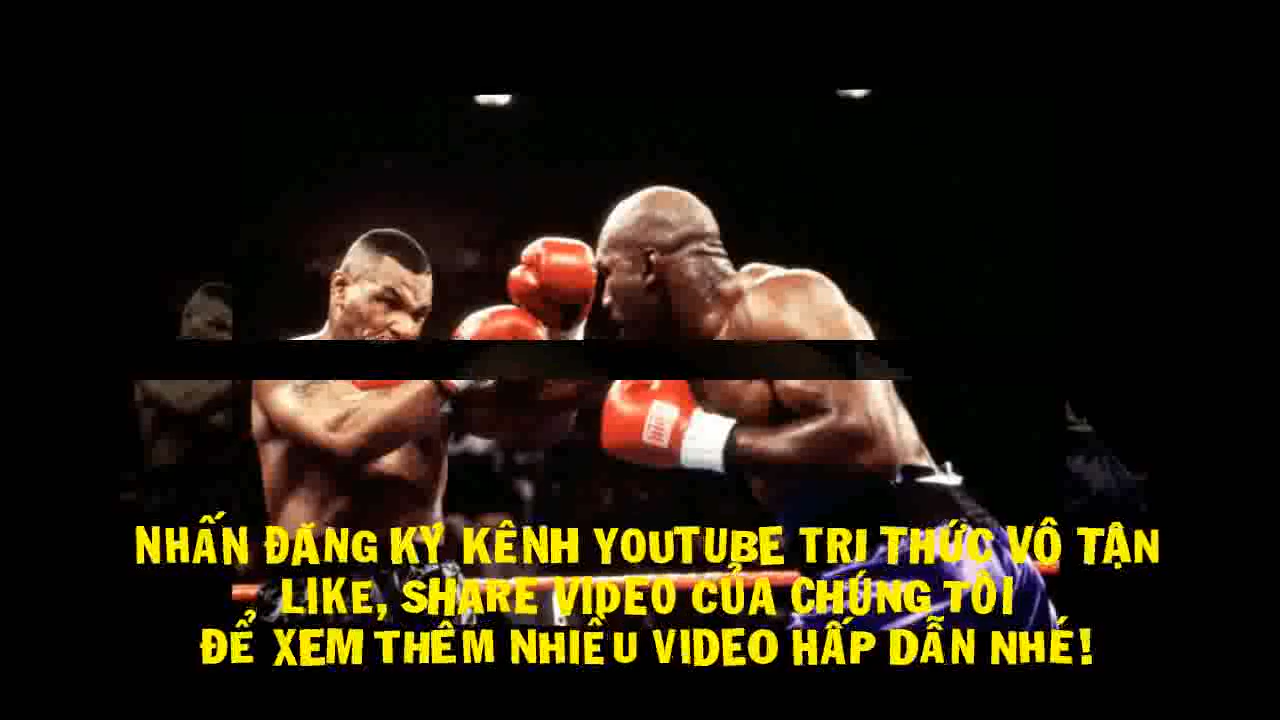 NHẤN ĐĂNG KÝ KÊNH YOUTUBE TRI THỨC VÔ TẬN
LIKE, SHARE VIDEO CỦA CHÚNG TÔI
ĐỂ XEM THÊM NHIỀU VIDEO HẤP DẪN NHÉ!